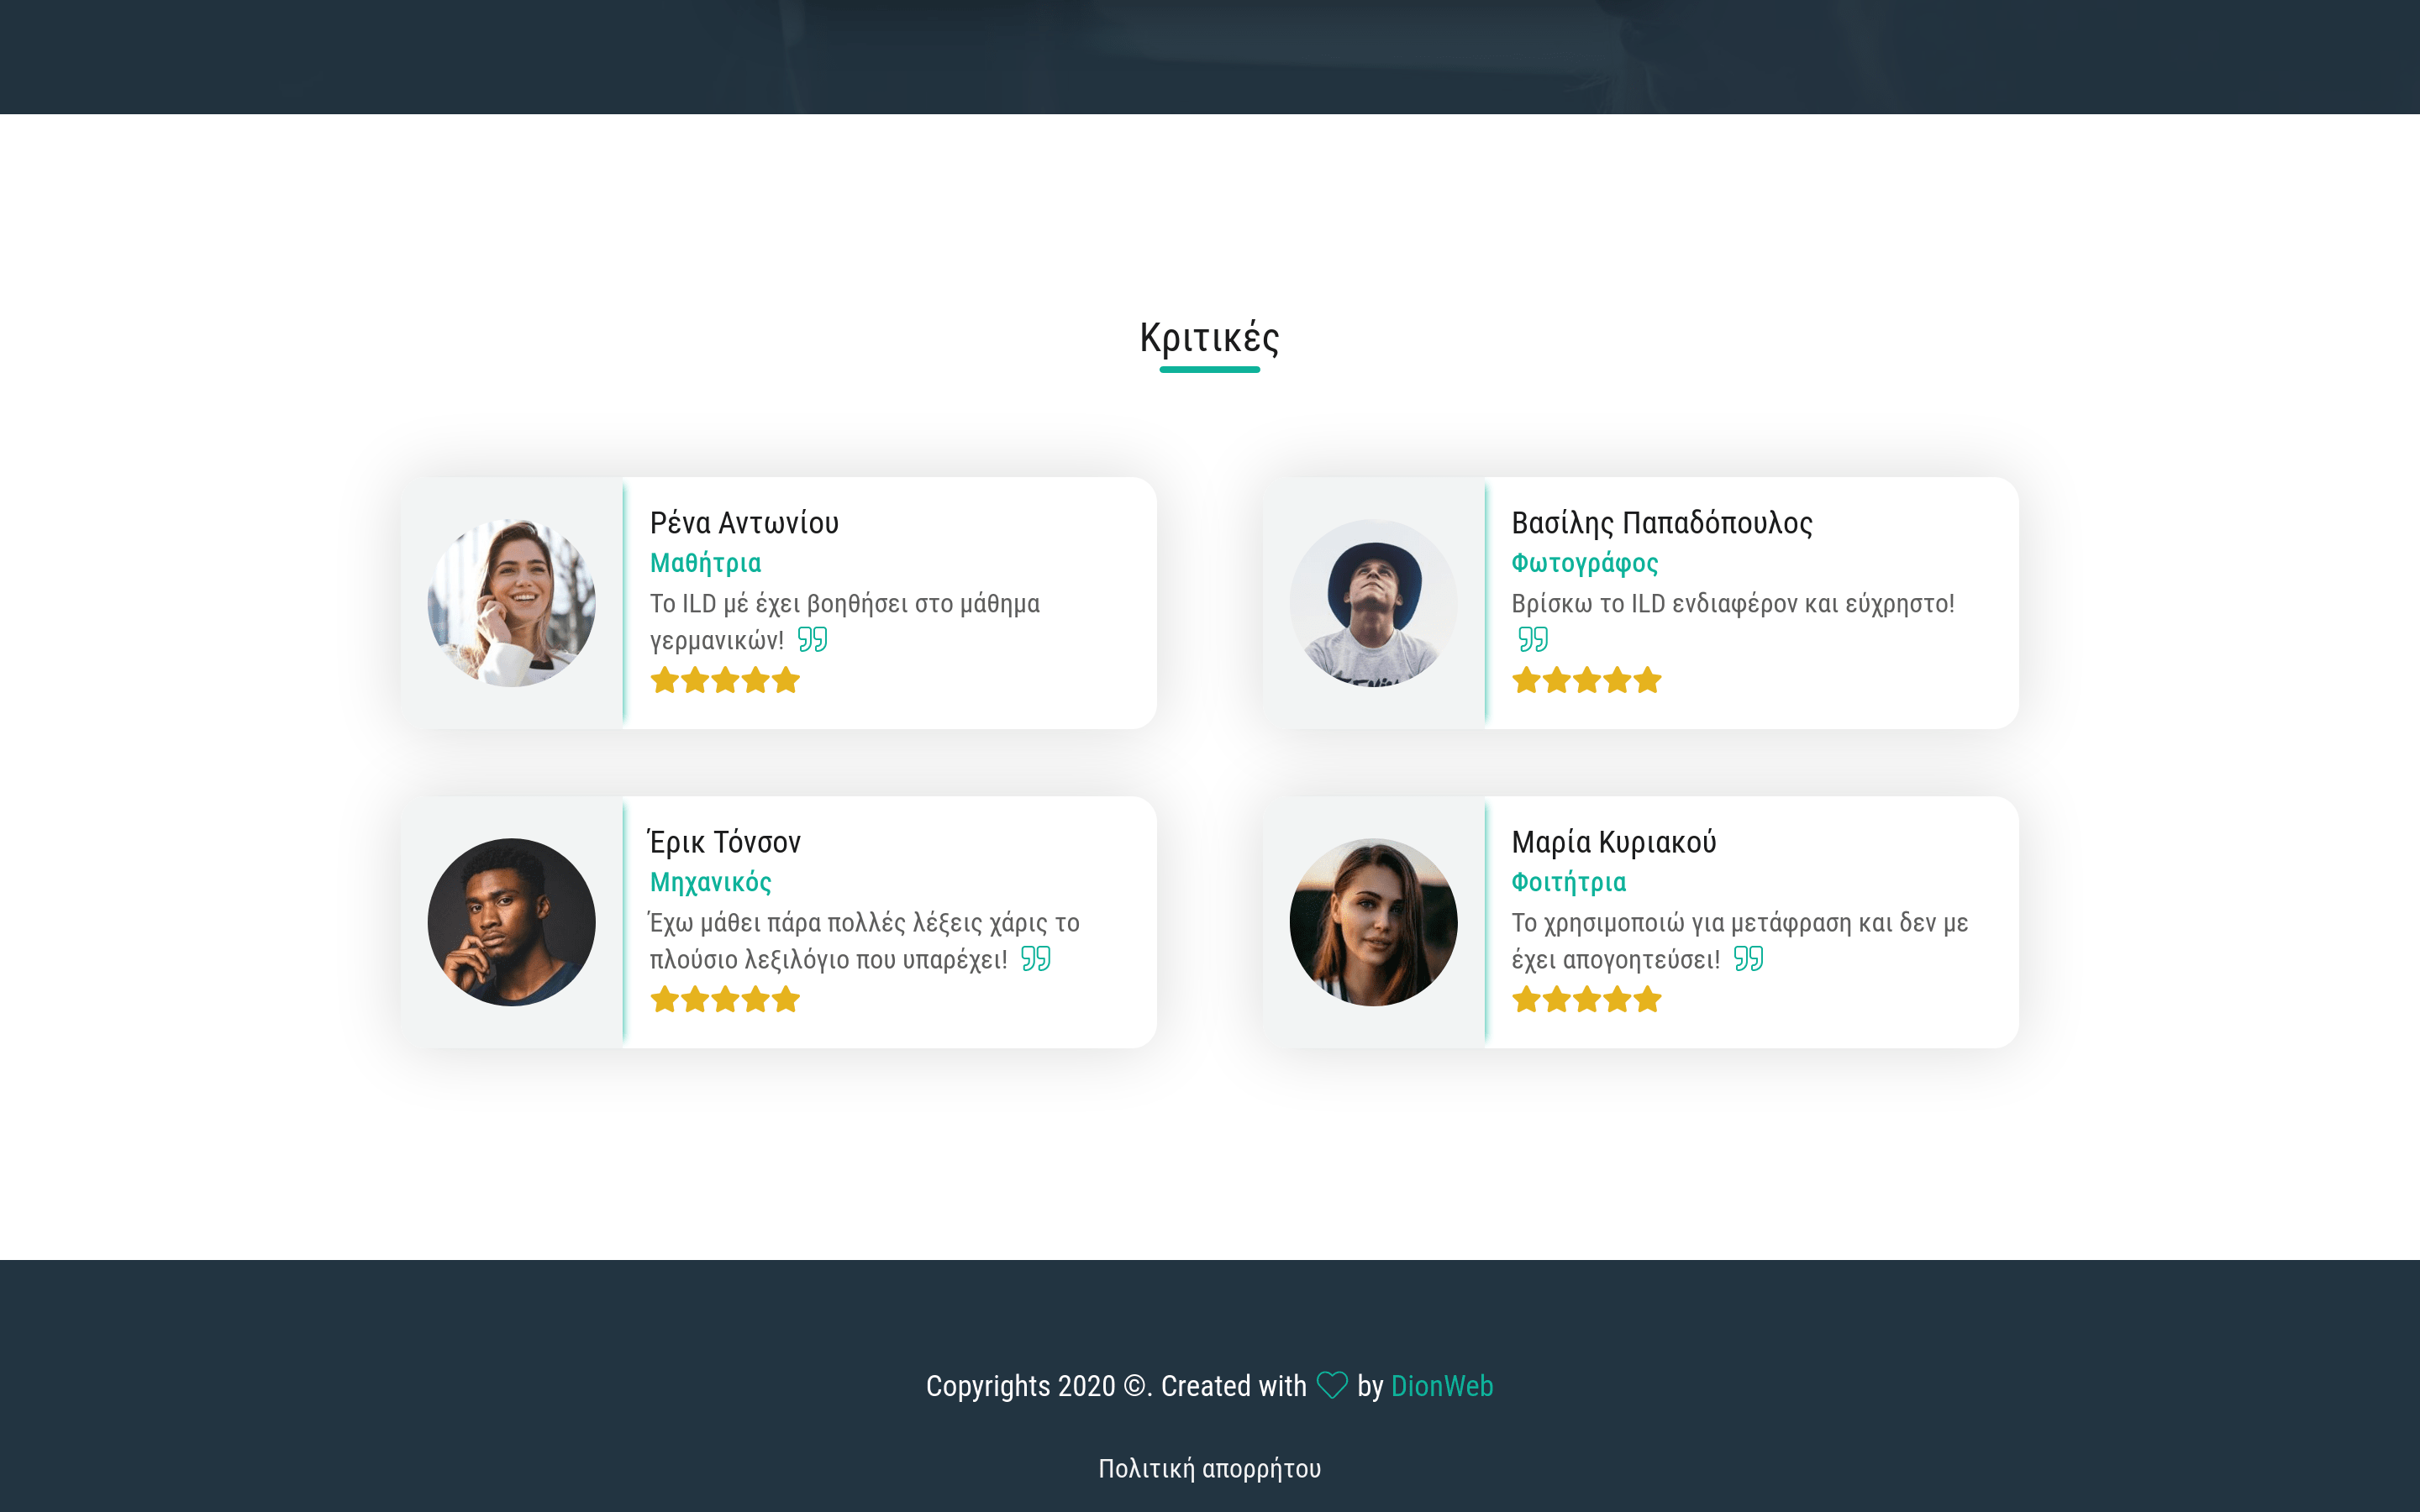 Κριτικές
Ρένα Αντωνίου
Μαθήτρια
Το ILD μέ έχει βοηθήσει στο μάθημα
γερμανικών!
Βασίλης Παπαδόπουλος
Φωτογράφος
Βρίσκω το ILD ενδιαφέρον και εύχρηστο!
Έρικ Τόνσον
Μηχανικός
Έχω μάθει πάρα πολλές λέξεις χάρις το
πλούσιο λεξιλόγιο που υπαρέχει!
Μαρία Κυριακού
Φοιτήτρια
Το χρησιμοποιώ για μετάφραση και δεν με
έχει απογοητεύσει!
Copyrights 2020 ©. Created with by DionWeb
Πολιτική απορρήτου